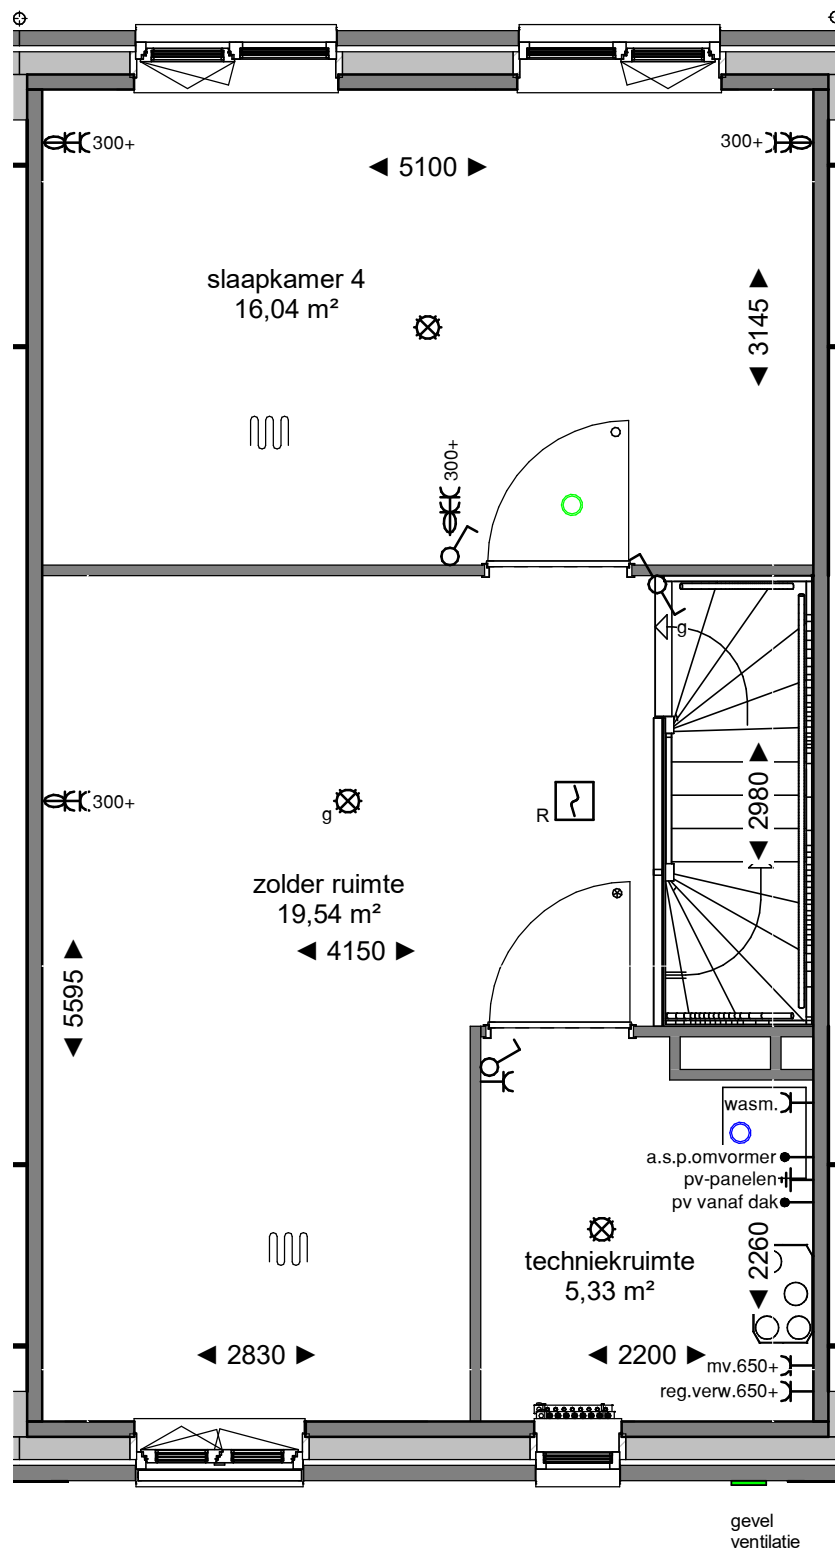 300+
300+
5100
slaapkamer 4
16,04 m²
3145
300+
g
2980
300+
g
R
zolder ruimte
19,54 m²
4150
5595
wasm.
a.s.p.omvormer
pv-panelen
pv vanaf dak
2260
techniekruimte
5,33 m²
2830
2200
mv.650+
reg.verw.650+
gevel
ventilatie